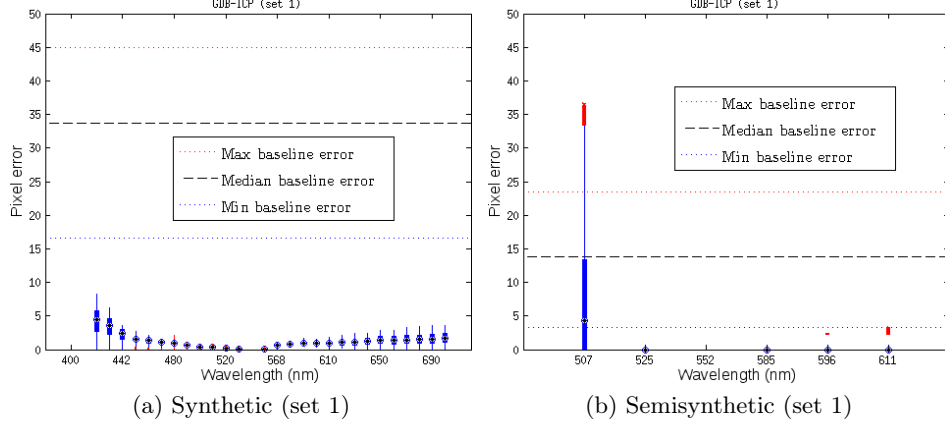 GDB-ICP (set 1)
50
45
40
35
30
25
20
15
10
5
0
Pixel error
Max baseline error
Median baseline error
Min baseline error
400 442 480 520 568 610 650 690
Wavelength (nm)
(a) Synthetic (set 1)
GDB-ICP (set 1)
50
45
40
35
30
25
20
15
10
5
0
Pixel error
Max baseline error
Median baseline error
Min baseline error
507 525 552 585 596 611
Wavelength (nm)
(b) Semisynthetic (set 1)